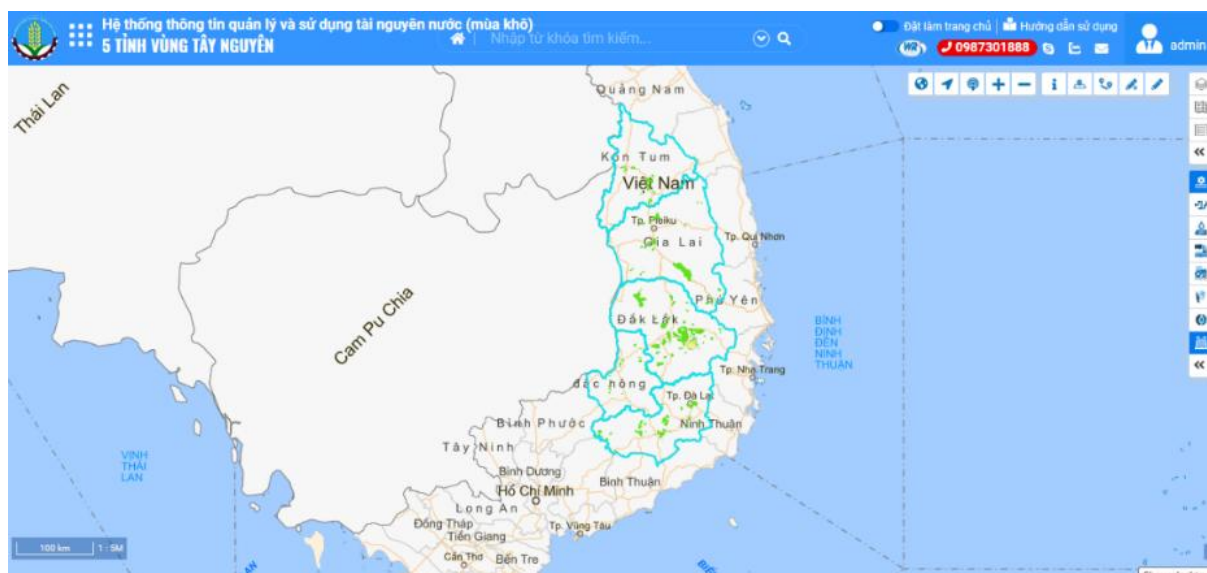 Hệ thống thông tin quản lý và sử dụng tài nguyên nước (mùa khô)
5 TỈNH VÙNG TÂY NGUYÊN
Nhập từ khóa tìm kiếm...
Đặt làm trang chủ
Hướng dẫn sử dụng
0987301888
admin
Thái Lan
Quảng Nam
Kon Tum
Việt Nam
Tp. Pleiku
Gia Lai
Tp. Qui Nhơn
Phú Yên
Đắk Lắk
Cam Pu Chia
BÌNH
ĐỊNH
ĐẾN
NINH
THUẬN
Tp. Nha Trang
đắc nông
Tp. Đà Lạt
Bình Phước
Ninh Thuận
Tây Ninh
VỊNH
THÁI
LAN
Bình Dương
Bình Thuận
Hồ Chí Minh
Long An
Đồng Tháp
Tp. Vũng Tàu
Tiền Giang
Cần Thơ
Bến Tre
100 km
1 : 5M
AN